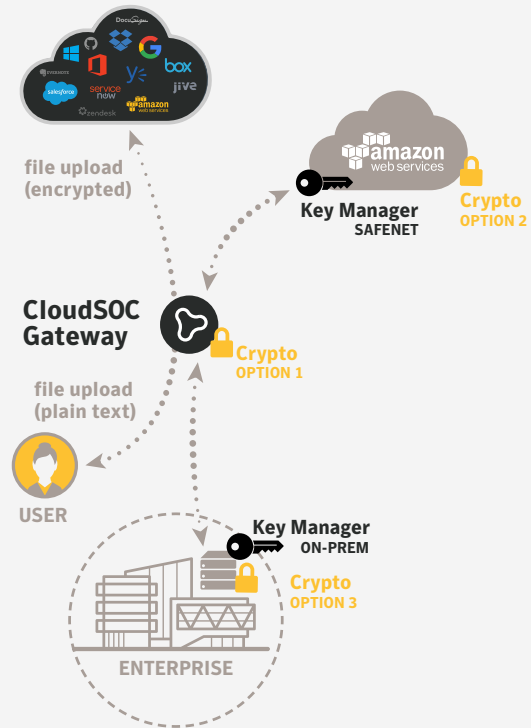 DocuSign
Google
box
EVERNOTE
jive
salesforce
service
now
amazon
web services
zendesk
file upload
(encrypted)
amazon
web services
Key Manager
SAFENET
Crypto
OPTION 2
CloudSOC
Gateway
Crypto
OPTION 1
file upload
(plain text)
USER
Key Manager
ON-PREM
Crypto
OPTION 3
ENTERPRISE